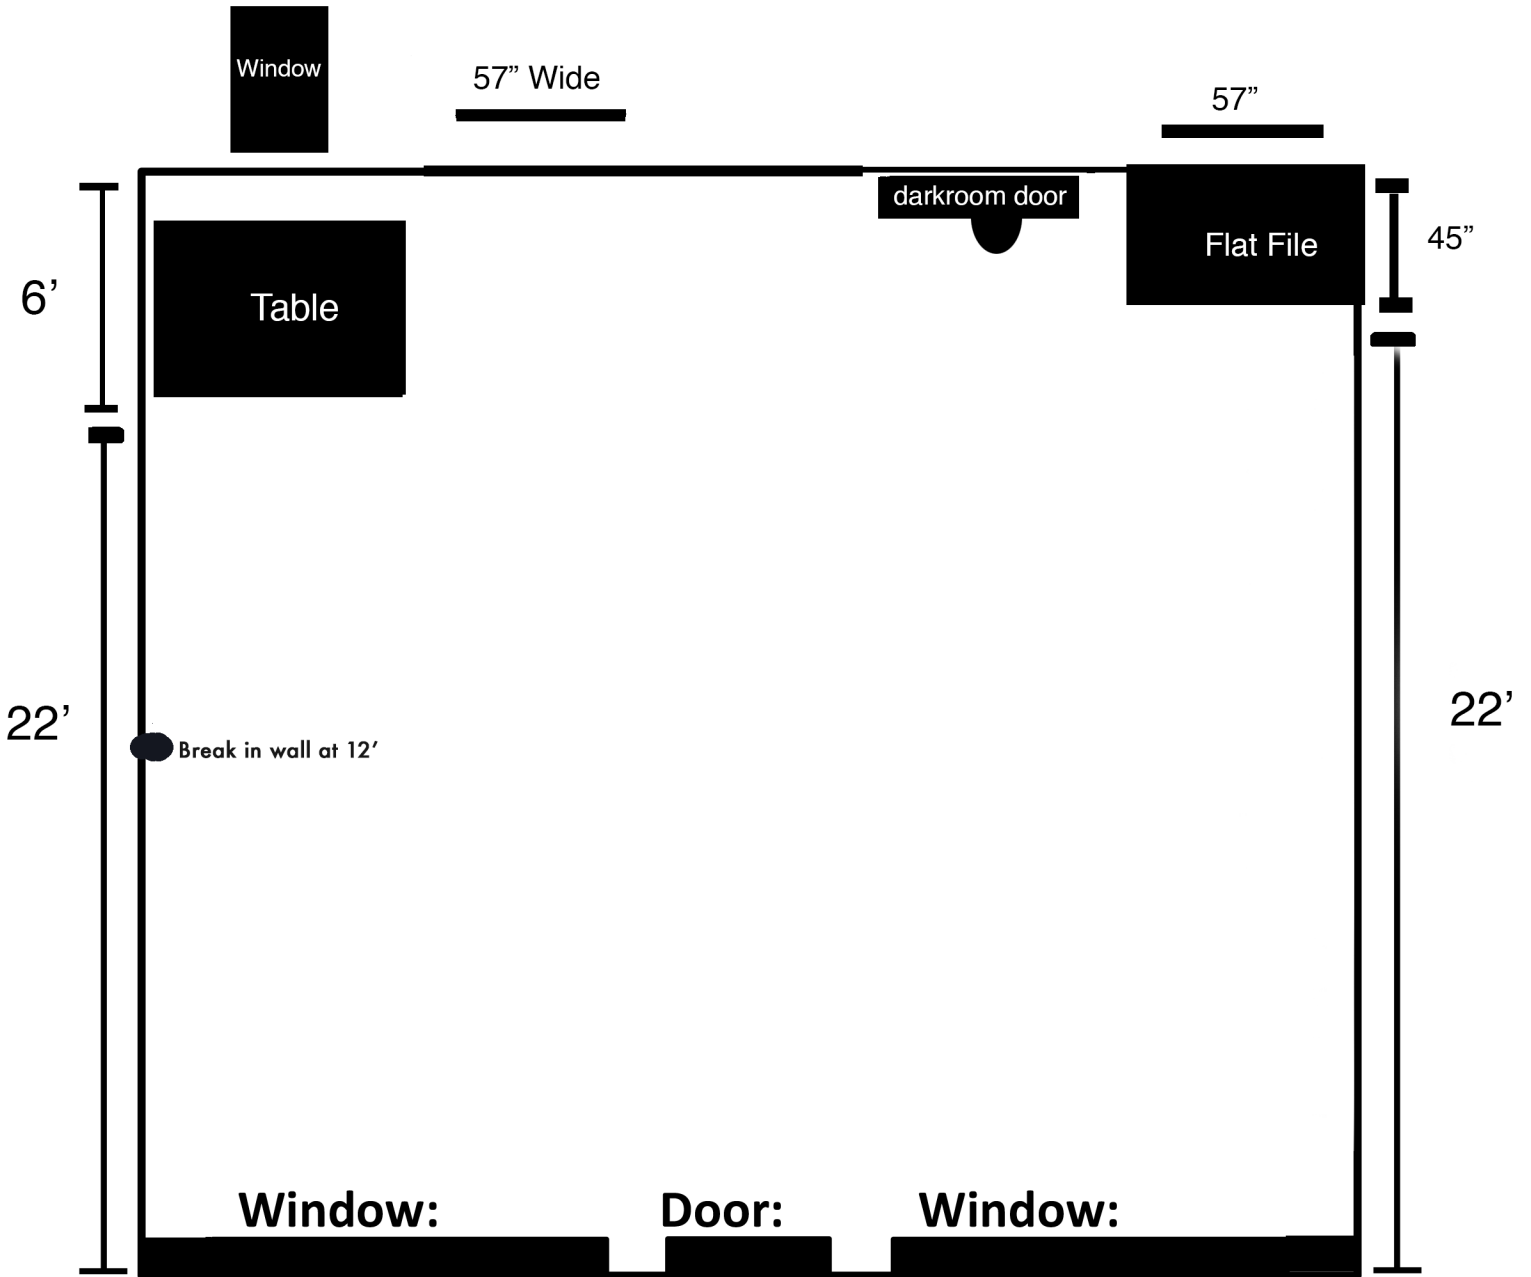 Window
57” Wide
57”
darkroom door
45”
Flat File
6’
Table
22’
22’
Break in wall at 12’
Window:
Door:
Window: